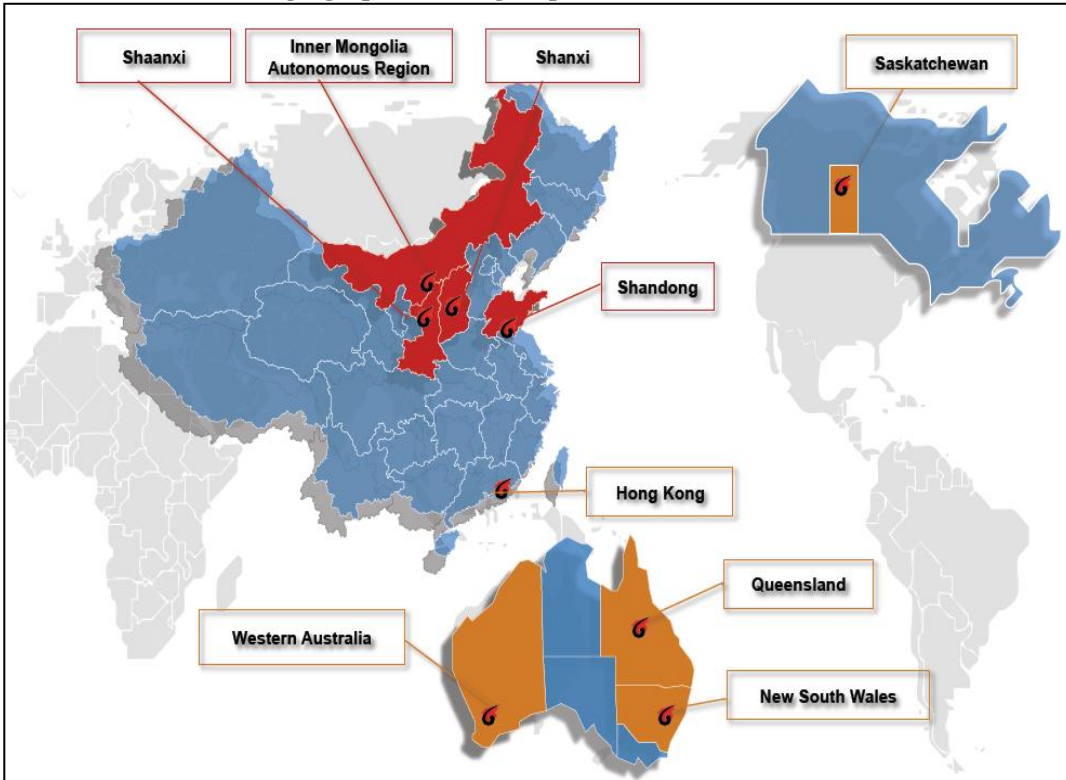 Shaanxi
Inner Mongolia
Autonomous Region
Shanxi
Saskatchewan
Shandong
Hong Kong
Queensland
Western Australia
New South Wales